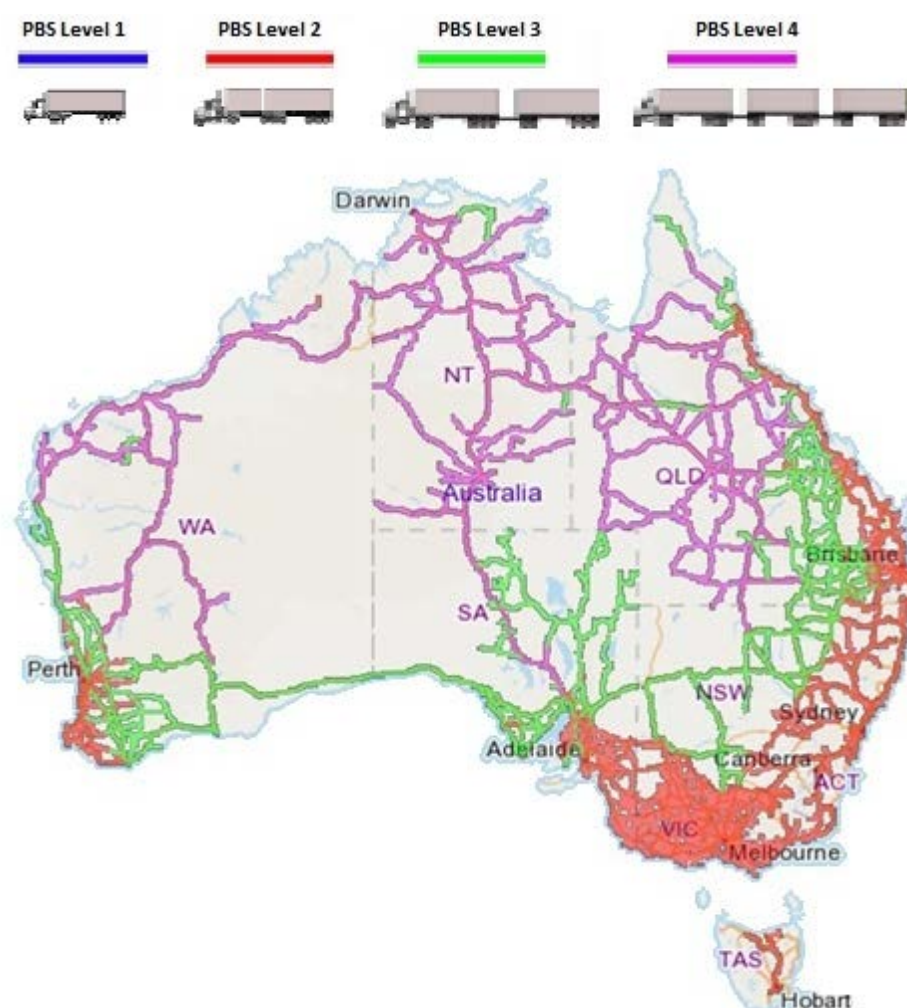 PBS Level 1
PBS Level 2
PBS Level 3
PBS Level 4
Darwin
NT
Australia
QLD
WA
Brisbane
SA
Perth
NSW
Sydney
Adelaide
Canberra
ACT
VIC
Melbourne
TAS
Hobart